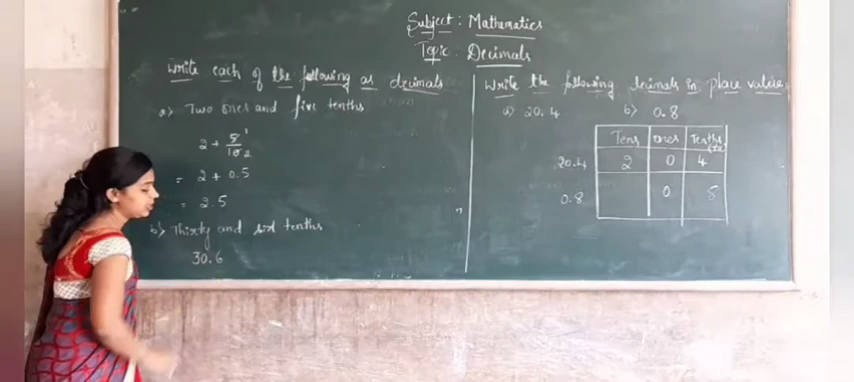 Subject : Mathematics
Topic : Decimals
Write each of the following as decimals
a) Two ones and five tenths
2 + 5/10
= 2 + 0.5
= 2.5
b) Thirty and six tenths
30.6
Write the following decimals in place value
a) 20.4 b) 0.8
Tens ones Tenths
20.4 2 0 4
0.8 0 8